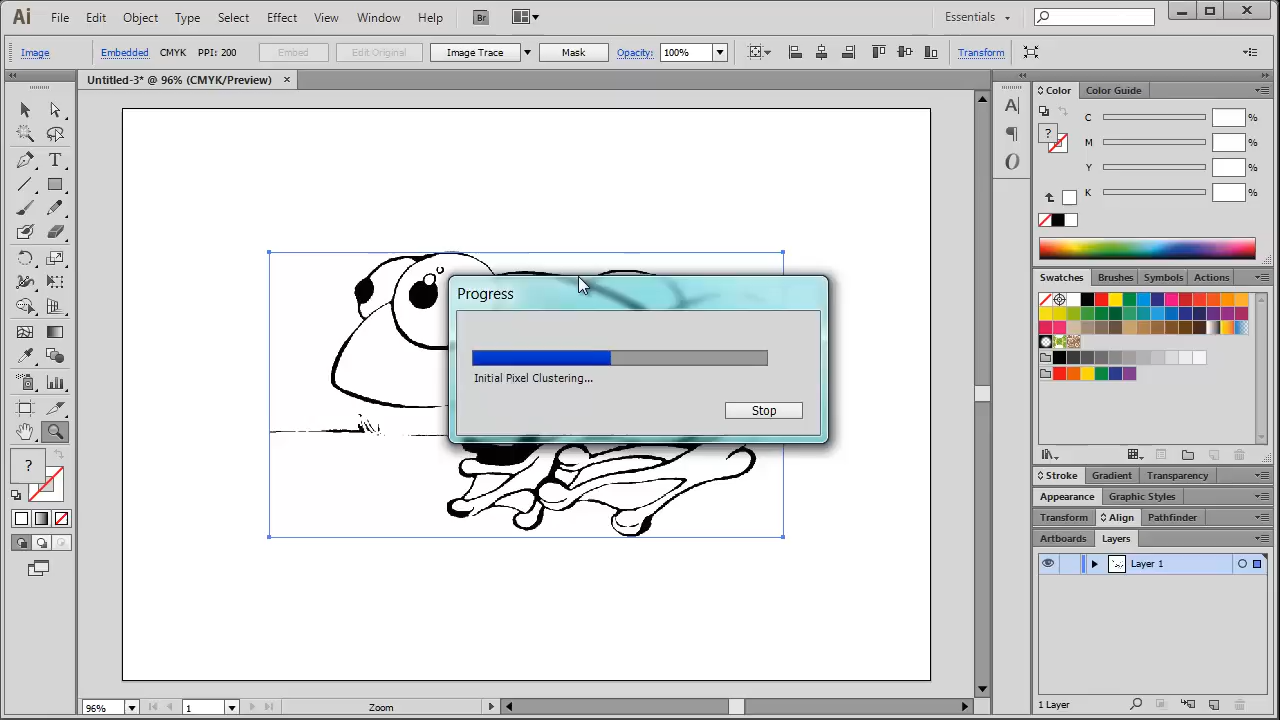 Ai File Edit Object Type Select Effect View Window Help Br Essentials
Image Embedded CMYK PPI: 200 Embed Edit Original Image Trace Mask Opacity: 100% Transform
Untitled-3* @ 96% (CMYK/Preview)
Color Color Guide
C %
M %
Y %
K %
?
Swatches Brushes Symbols Actions
Progress
Initial Pixel Clustering...
Stop
?
Stroke Gradient Transparency
Appearance Graphic Styles
Transform Align Pathfinder
Artboards Layers
Layer 1
1 Layer
96% 1 Zoom